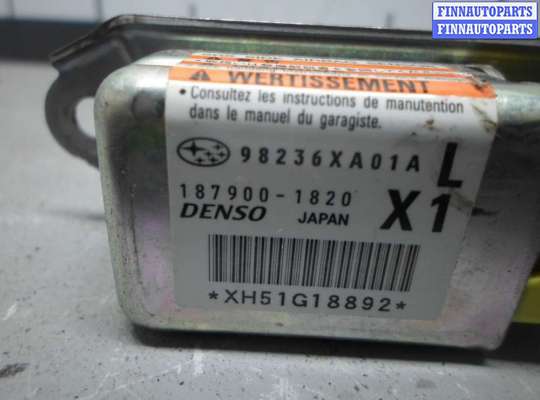 FINNAUTOPARTS
FINNAUTOPARTS
WERTISSEMENT
• Consultez les instructions de manutention
dans le manuel du garagiste.
98236XA01A L
187900-1820 X1
DENSO JAPAN
*XH51G18892*